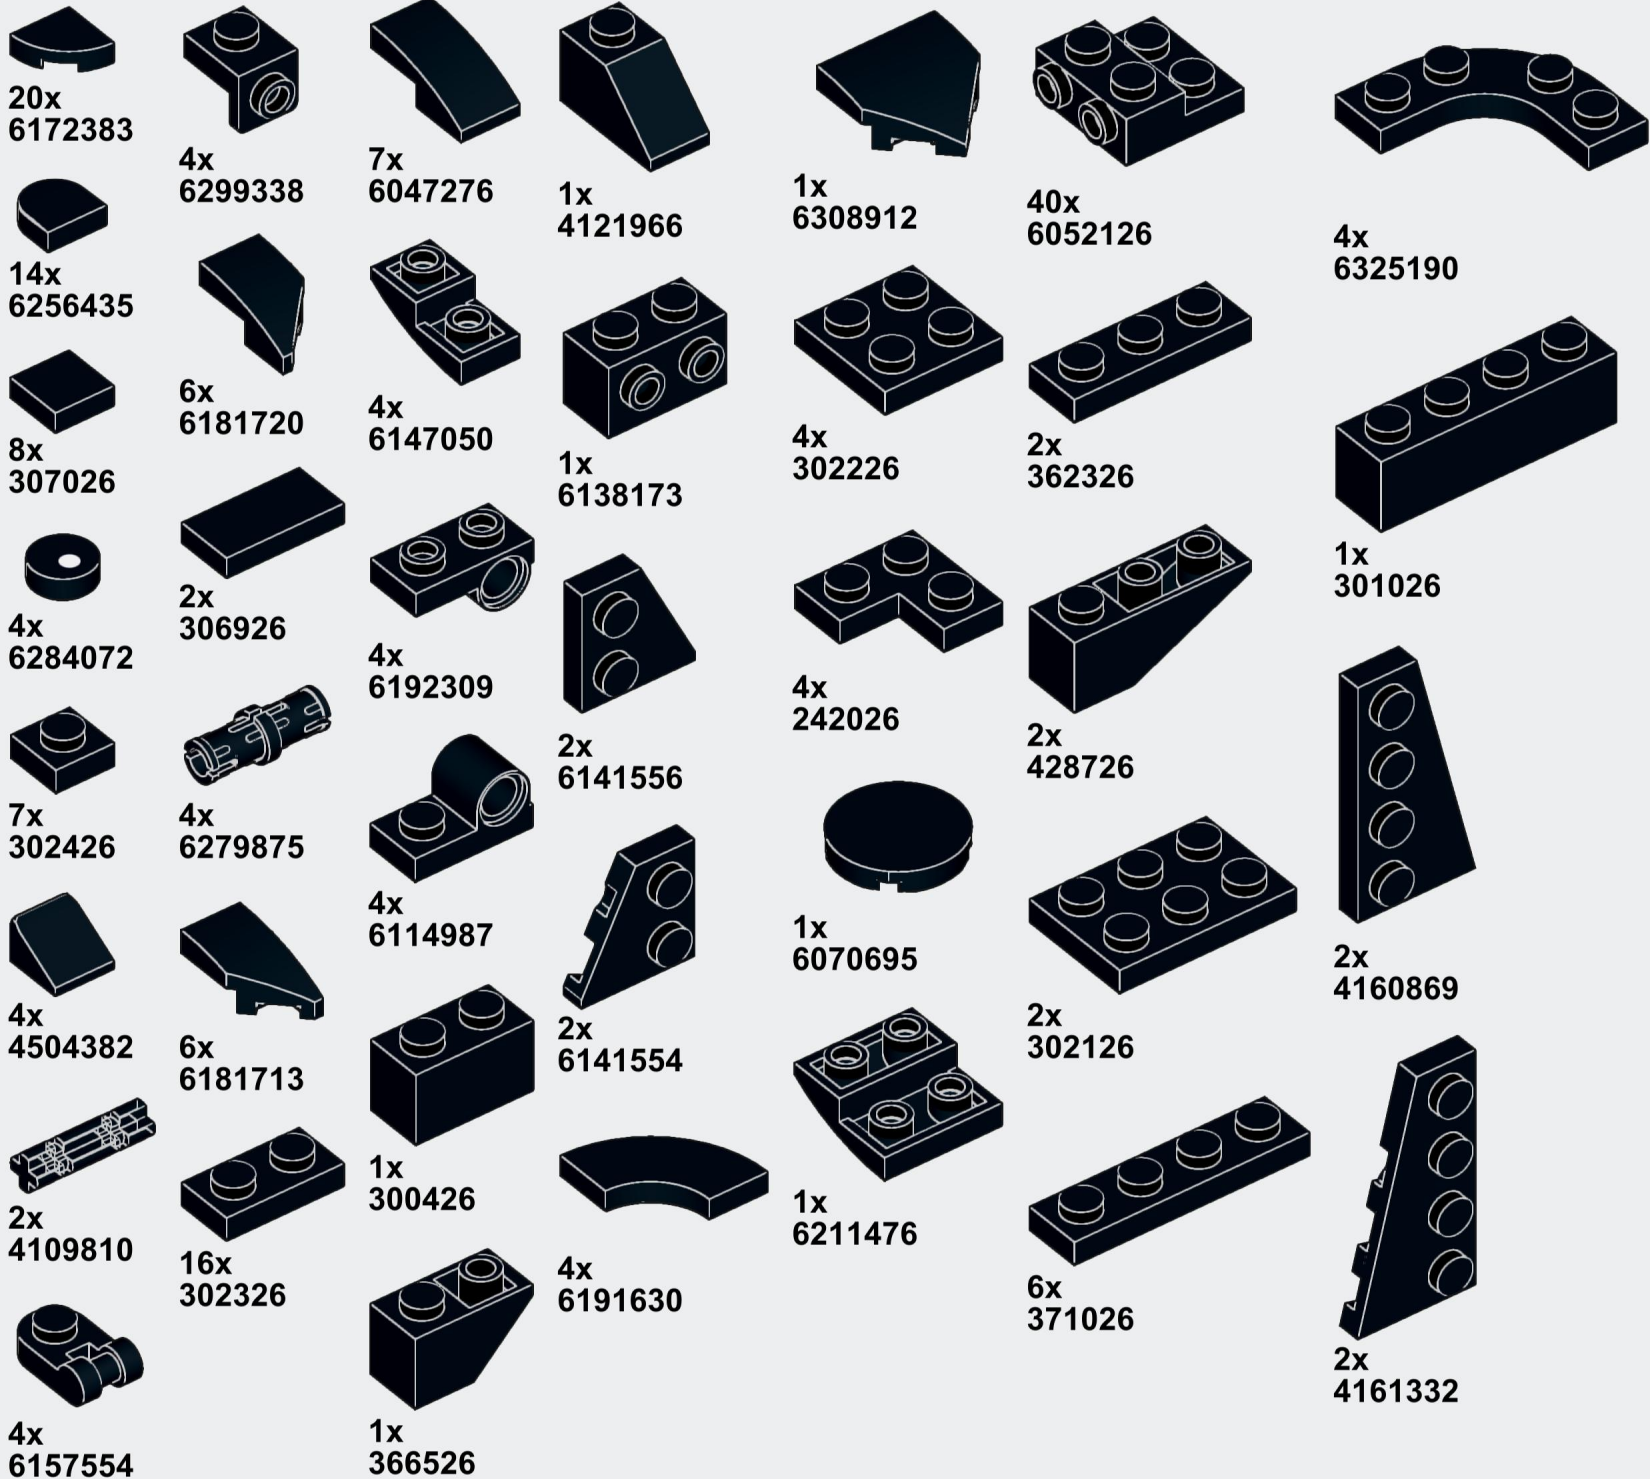 20x
6172383
14x
6256435
8x
307026
4x
6284072
7x
302426
4x
4504382
2x
4109810
4x
6157554
4x
6299338
6x
6181720
2x
306926
4x
6279875
6x
6181713
16x
302326
7x
6047276
4x
6147050
4x
6192309
4x
6114987
1x
300426
1x
366526
1x
4121966
1x
6138173
2x
6141556
2x
6141554
4x
6191630
1x
6308912
4x
302226
4x
242026
1x
6070695
1x
6211476
40x
6052126
2x
362326
2x
428726
2x
302126
6x
371026
4x
6325190
1x
301026
2x
4160869
2x
4161332